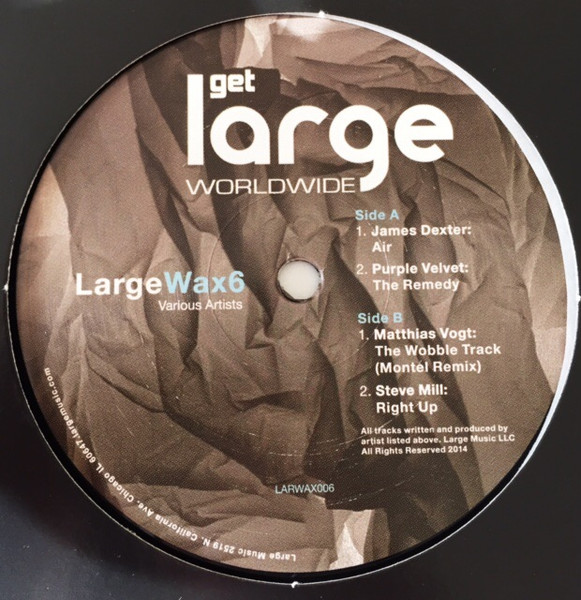 get
large
WORLDWIDE
Side A
1. James Dexter:
Air
2. Purple Velvet:
The Remedy
LargeWax6
Various Artists
Side B
1. Matthias Vogt:
The Wobble Track
(Montél Remix)
2. Steve Mill:
Right Up
All tracks written and produced by
artist listed above. Large Music LLC
All Rights Reserved 2014
LARWAX006
Large Music 2519 N. California Ave. Chicago IL 60647.largemusic.com